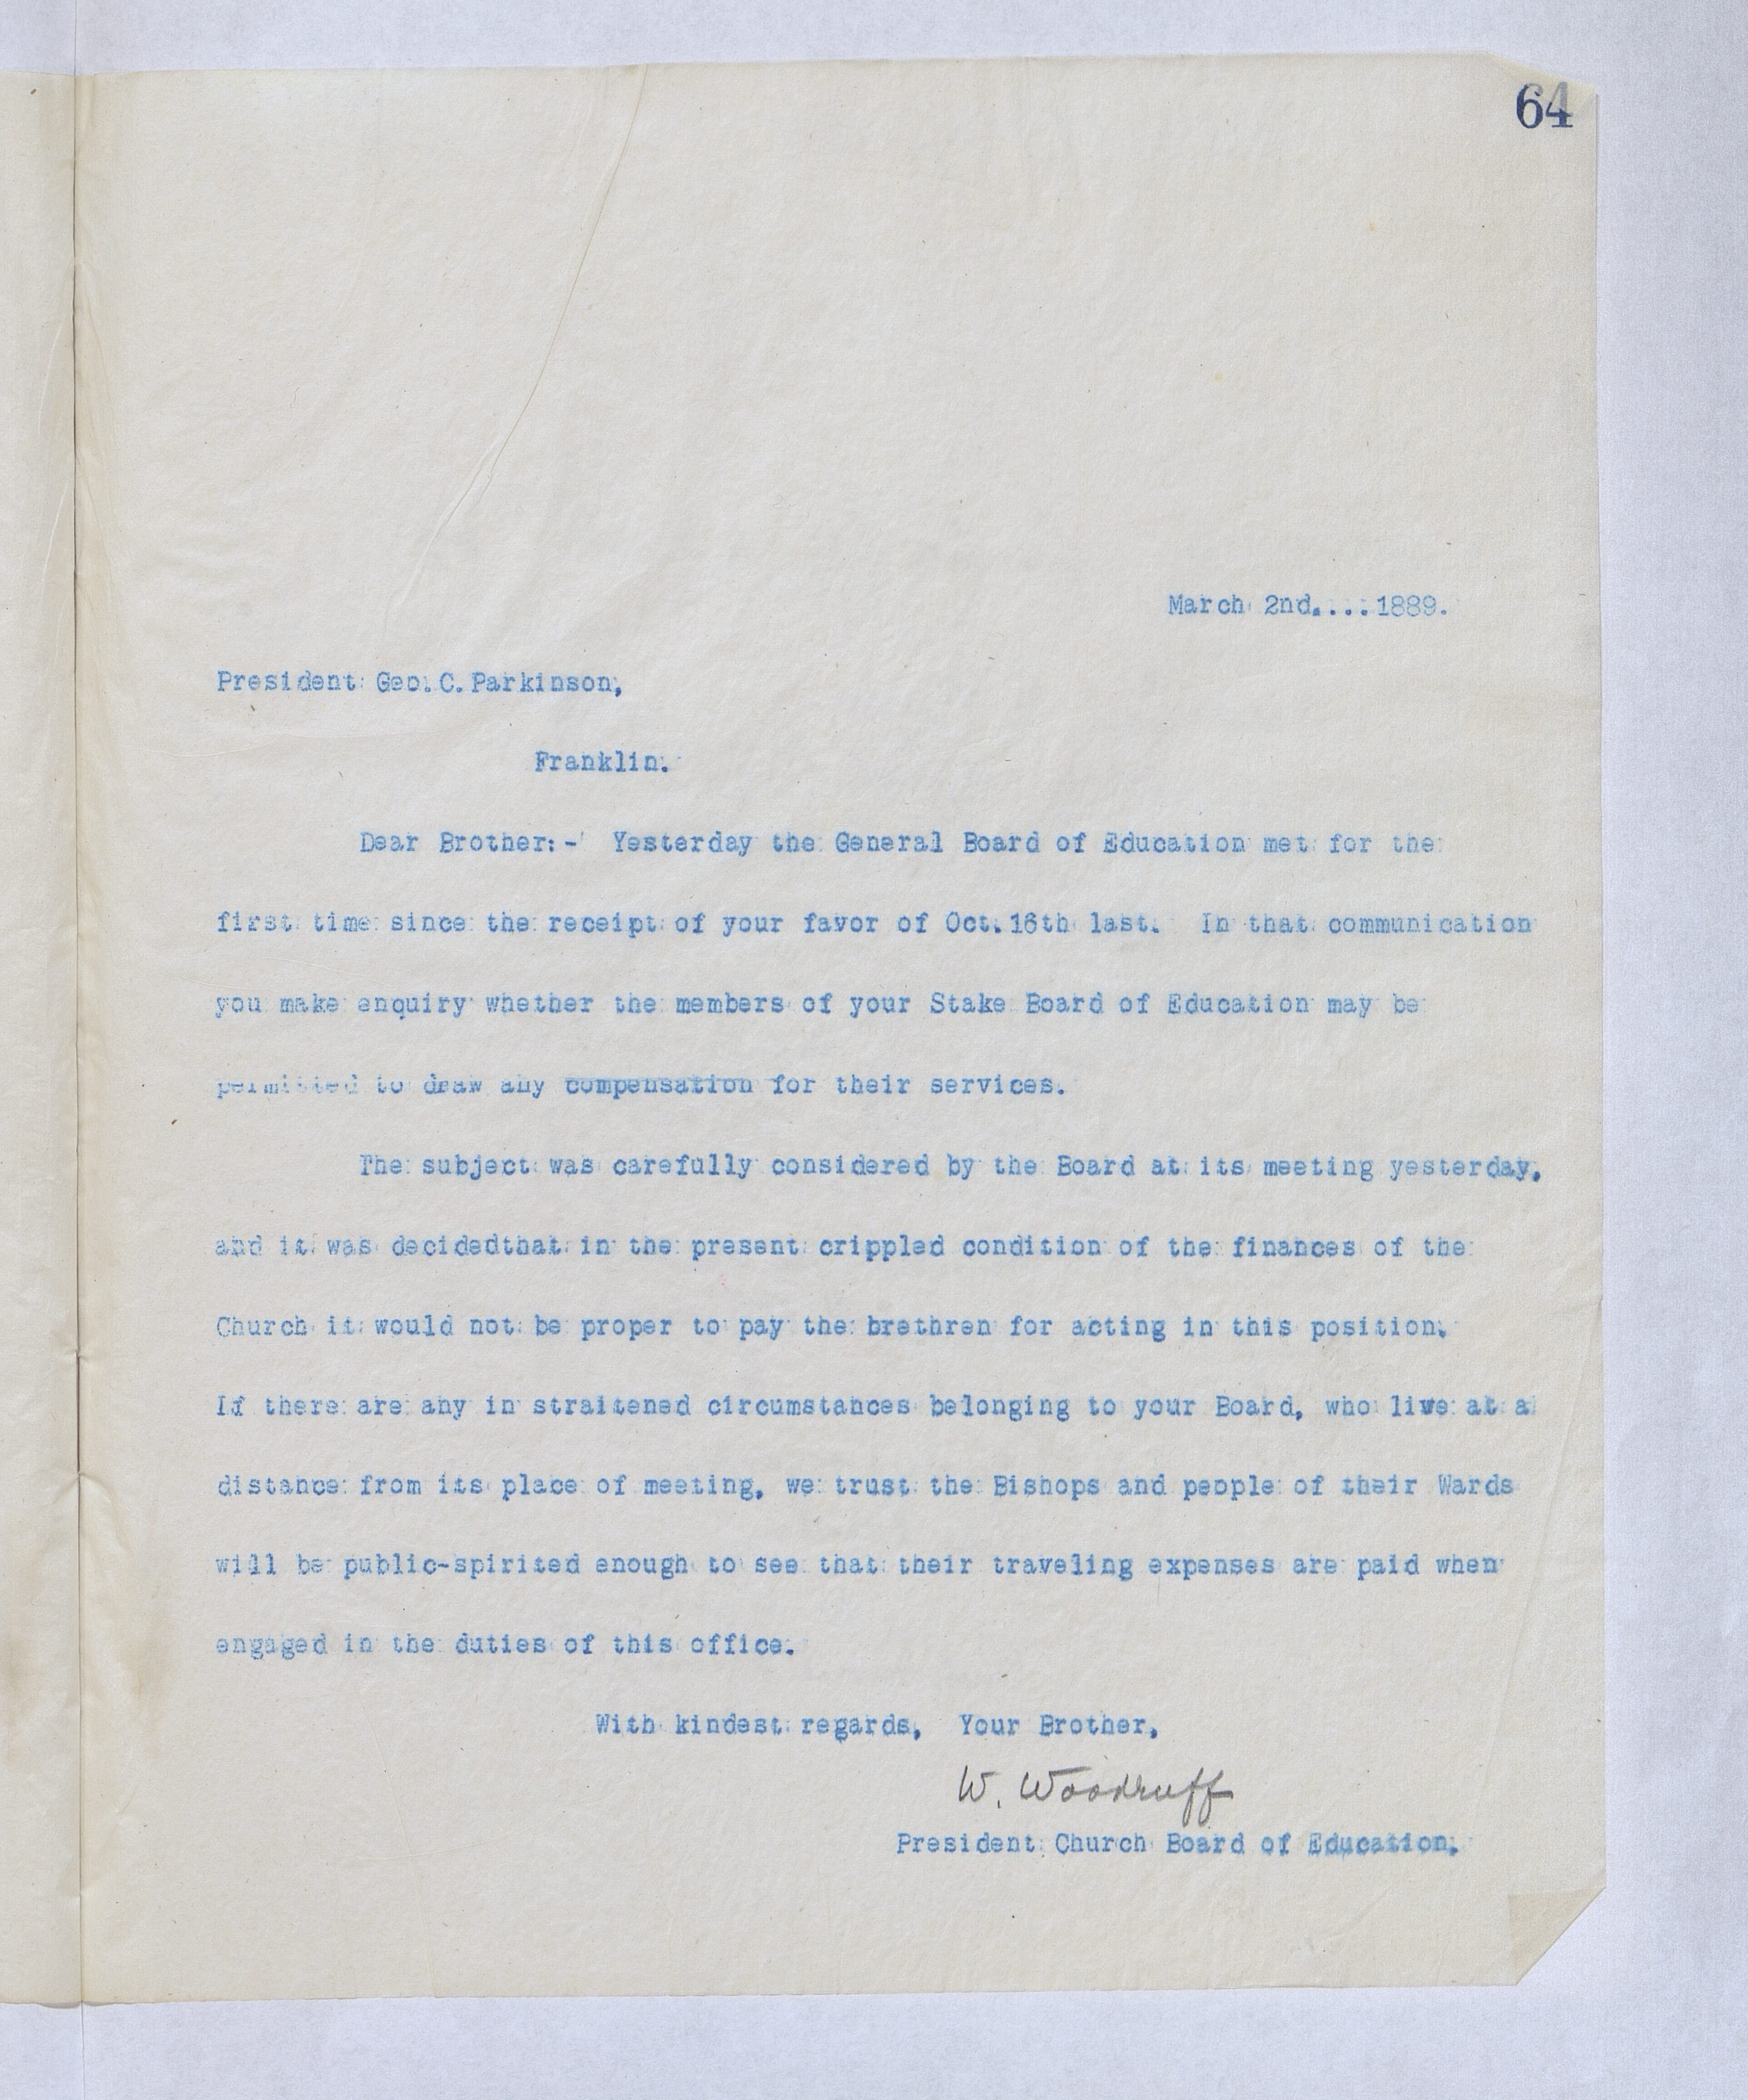 64
March 2nd....1889.
President Geo.C.Parkinson,
Franklin.
Dear Brother:- Yesterday the General Board of Education met for the
first time since the receipt of your favor of Oct.16th last. In that communication
you make enquiry whether the members of your Stake Board of Education may be
permitted to draw any compensation for their services.
The subject was carefully considered by the Board at its meeting yesterday,
and it was decidedthat in the present crippled condition of the finances of the
Church it would not be proper to pay the brethren for acting in this position.
If there are any in straitened circumstances belonging to your Board, who live at a
distance from its place of meeting, we trust the Bishops and people of their Wards
will be public-spirited enough to see that their traveling expenses are paid when
engaged in the duties of this office.
With kindest regards, Your Brother,
W. Woodruff
President Church Board of Education.